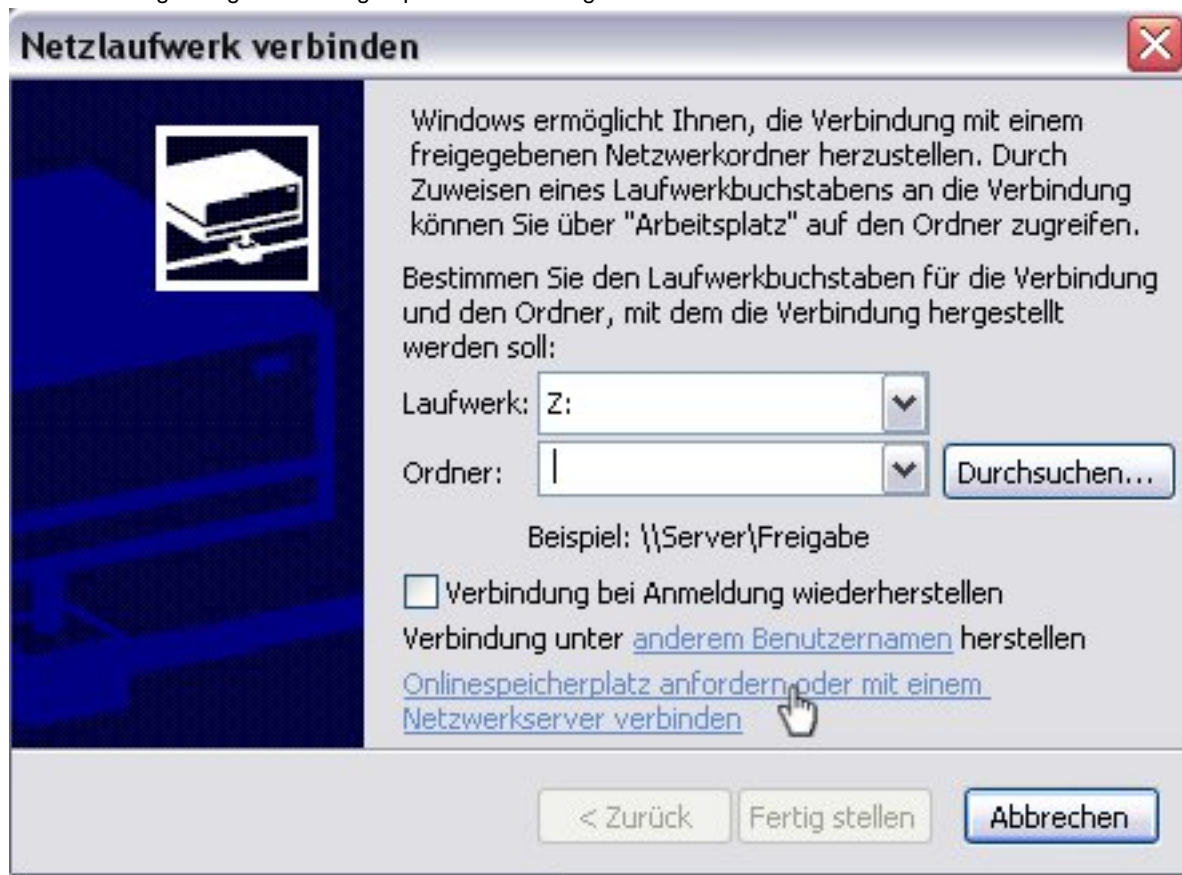 Netzlaufwerk verbinden
Windows ermöglicht Ihnen, die Verbindung mit einem
freigegebenen Netzwerkordner herzustellen. Durch
Zuweisen eines Laufwerkbuchstabens an die Verbindung
können Sie über "Arbeitsplatz" auf den Ordner zugreifen.
Bestimmen Sie den Laufwerkbuchstaben für die Verbindung
und den Ordner, mit dem die Verbindung hergestellt
werden soll:
Laufwerk: Z:
Ordner: Durchsuchen...
Beispiel: \\Server\Freigabe
Verbindung bei Anmeldung wiederherstellen
Verbindung unter anderem Benutzernamen herstellen
Onlinespeicherplatz anfordern oder mit einem
Netzwerkserver verbinden
< Zurück Fertig stellen Abbrechen